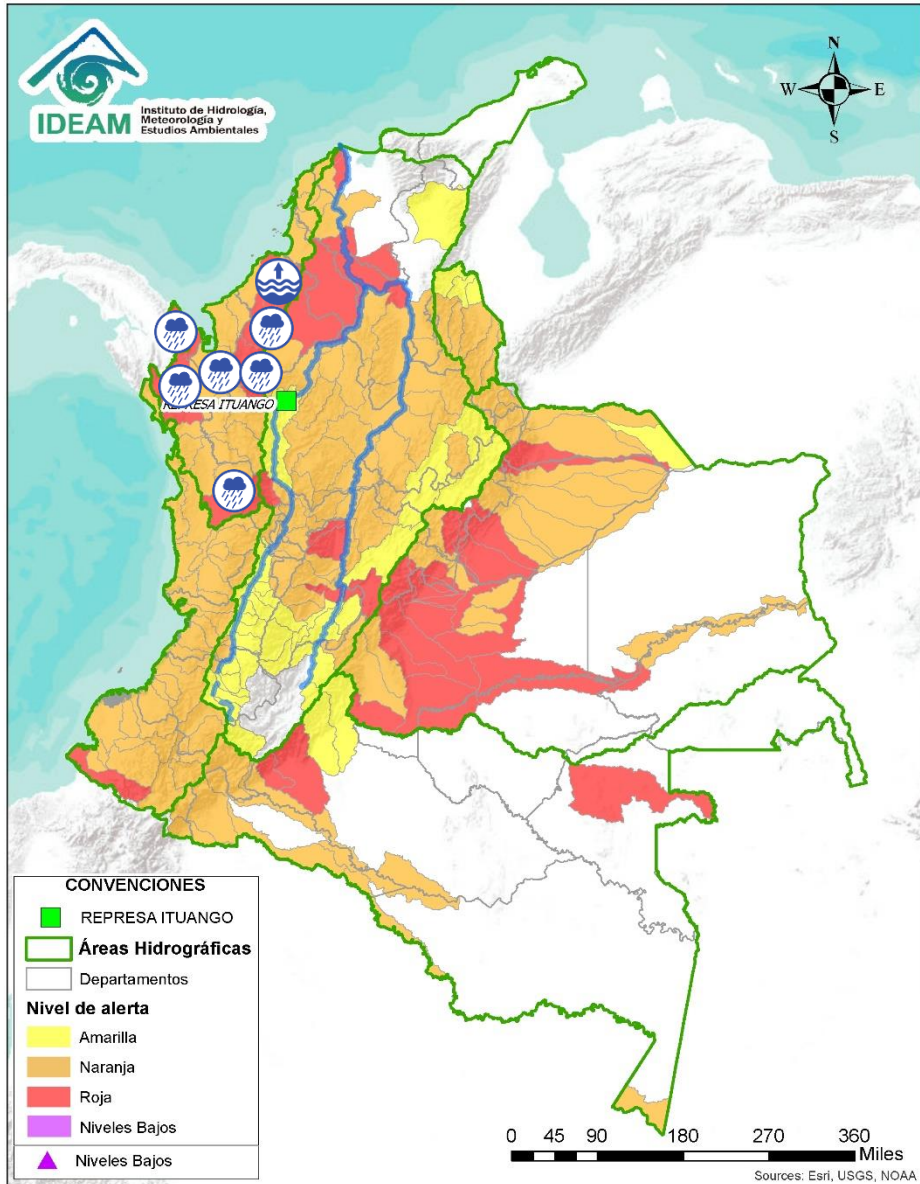 IDEAM
Instituto de Hidrología,
Meteorología y
Estudios Ambientales
N
W
E
S
REPRESA ITUANGO
CONVENCIONES
REPRESA ITUANGO
Áreas Hidrográficas
Departamentos
Nivel de alerta
Amarilla
Naranja
Roja
Niveles Bajos
Niveles Bajos
0 45 90 180 270 360
Miles
Sources: Esri, USGS, NOAA